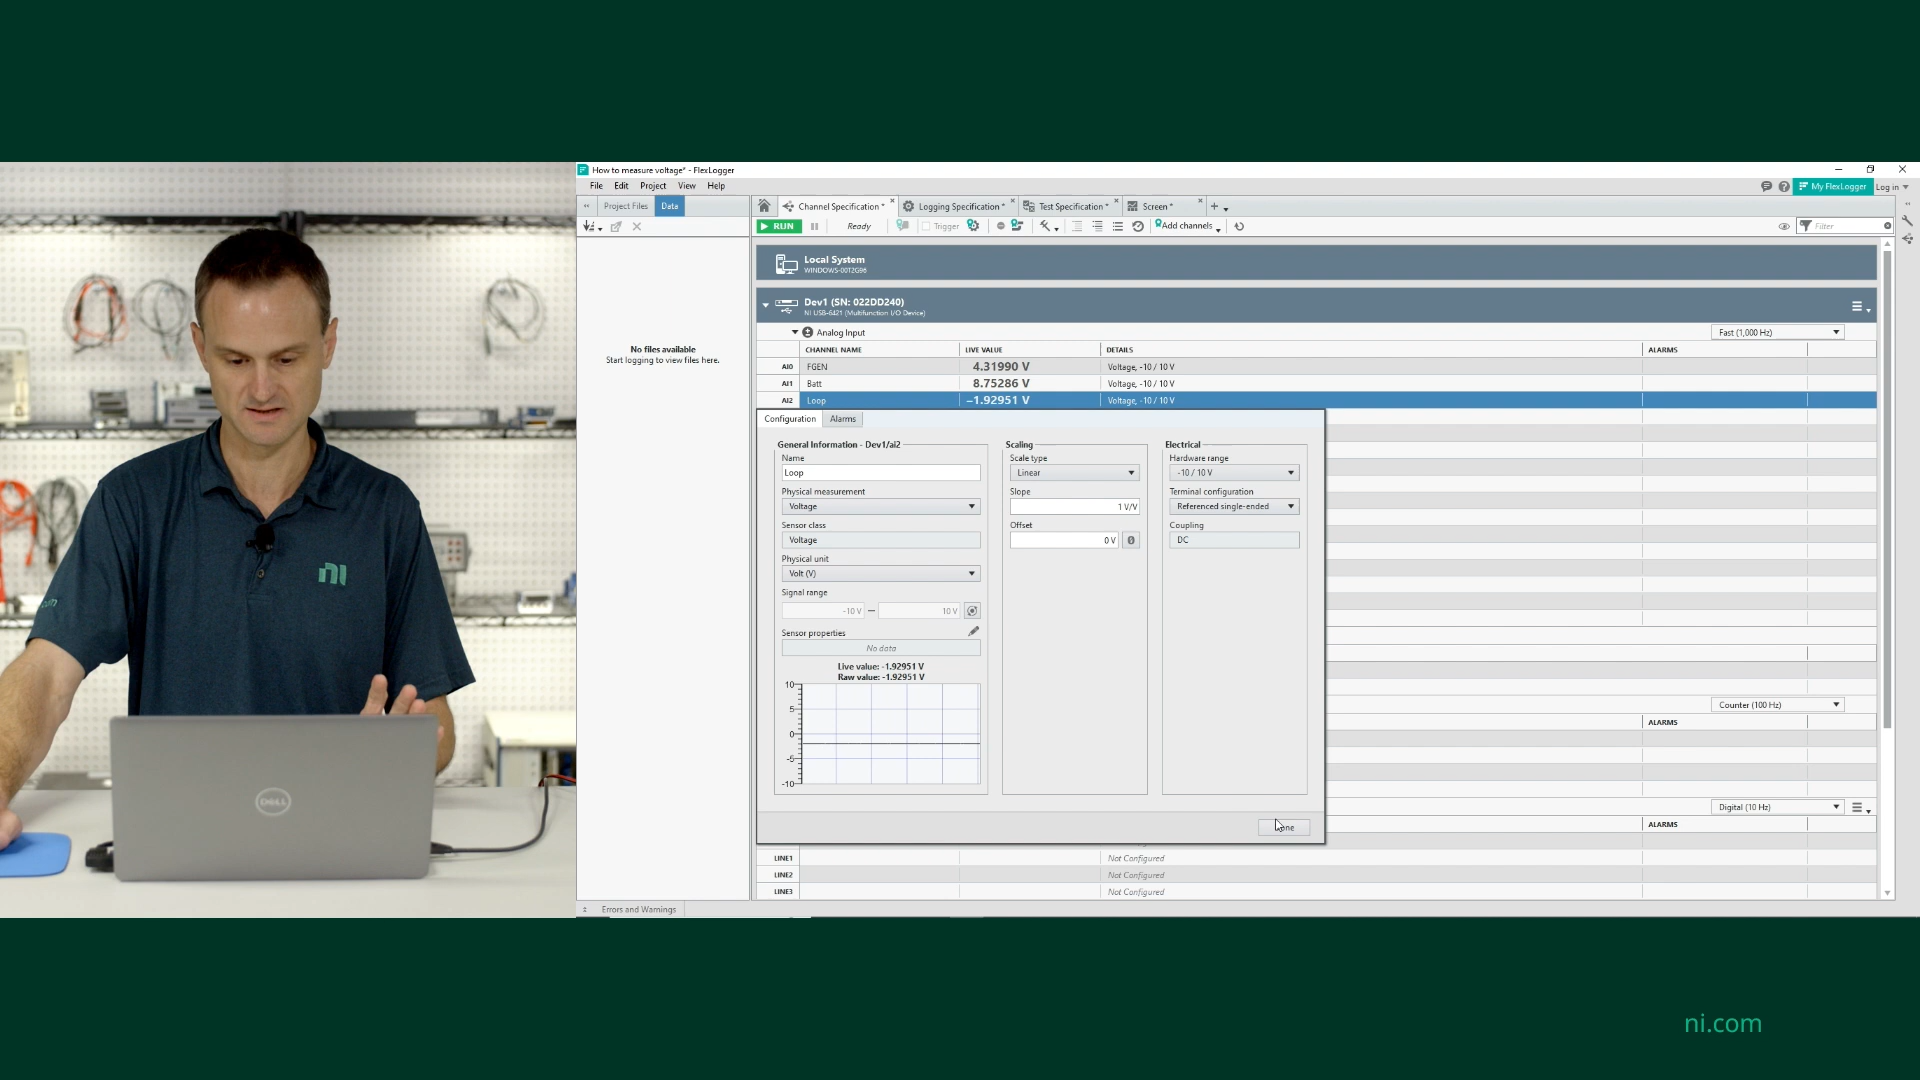 How to measure voltage* - FlexLogger
File Edit Project View Help
My FlexLogger Log in
Project Files Data
Channel Specification * Logging Specification * Test Specification * Screen *
RUN Ready Trigger Add channels Filter
No files available
Start logging to view files here.
Local System
WINDOWS-00T2G96
Dev1 (SN: 022DD240)
NI USB-6421 (Multifunction I/O Device)
Analog Input Fast (1,000 Hz)
CHANNEL NAME LIVE VALUE DETAILS ALARMS
AI0 FGEN 4.31990 V Voltage, -10 / 10 V
AI1 Batt 8.75286 V Voltage, -10 / 10 V
AI2 Loop −1.92951 V Voltage, -10 / 10 V
Configuration Alarms
General Information - Dev1/ai2
Name
Loop
Physical measurement
Voltage
Sensor class
Voltage
Physical unit
Volt (V)
Signal range
-10 V — 10 V
Sensor properties
No data
Live value: -1.92951 V
Raw value: -1.92951 V
10
5
0
-5
-10
Scaling
Scale type
Linear
Slope
1 V/V
Offset
0 V
Electrical
Hardware range
-10 / 10 V
Terminal configuration
Referenced single-ended
Coupling
DC
Counter (100 Hz)
ALARMS
Digital (10 Hz)
ALARMS
LINE1 Not Configured
LINE2 Not Configured
LINE3 Not Configured
Errors and Warnings
ni
DELL
ni.com